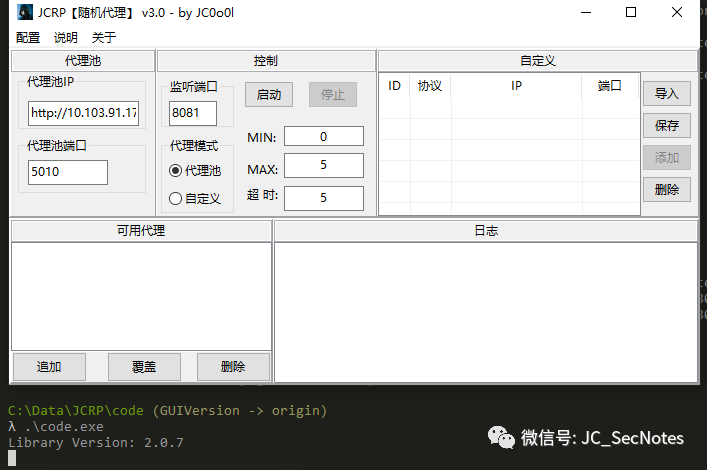 JCRP【随机代理】 v3.0 - by JC0o0l
配置 说明 关于
代理池
代理池IP
http://10.103.91.17
代理池端口
5010
控制
监听端口
8081
启动 停止
代理模式
代理池
自定义
MIN: 0
MAX: 5
超 时: 5
自定义
ID 协议 IP 端口
导入
保存
添加
删除
可用代理
追加 覆盖 删除
日志
C:\Data\JCRP\code (GUIVersion -> origin)
λ .\code.exe
Library Version: 2.0.7
微信号: JC_SecNotes